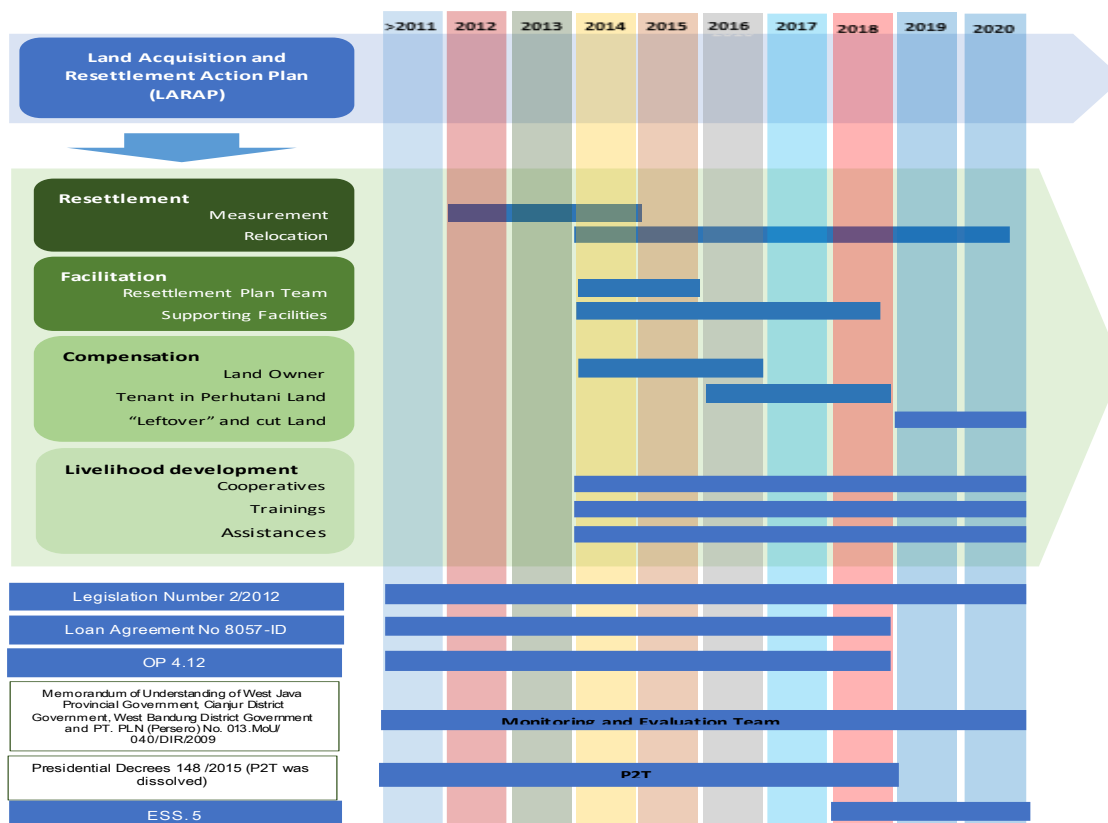 >2011 2012 2013 2014 2015 2016 2017 2018 2019 2020
Land Acquisition and
Resettlement Action Plan
(LARAP)
Resettlement
Measurement
Relocation
Facilitation
Resettlement Plan Team
Supporting Facilities
Compensation
Land Owner
Tenant in Perhutani Land
“Leftover” and cut Land
Livelihood development
Cooperatives
Trainings
Assistances
Legislation Number 2/2012
Loan Agreement No 8057-ID
OP 4.12
Memorandum of Understanding of West Java
Provincial Government, Cianjur District
Government, West Bandung District Government
and PT. PLN (Persero) No. 013.MoU/
040/DIR/2009
Monitoring and Evaluation Team
Presidential Decrees 148 /2015 (P2T was
dissolved)
P2T
ESS. 5